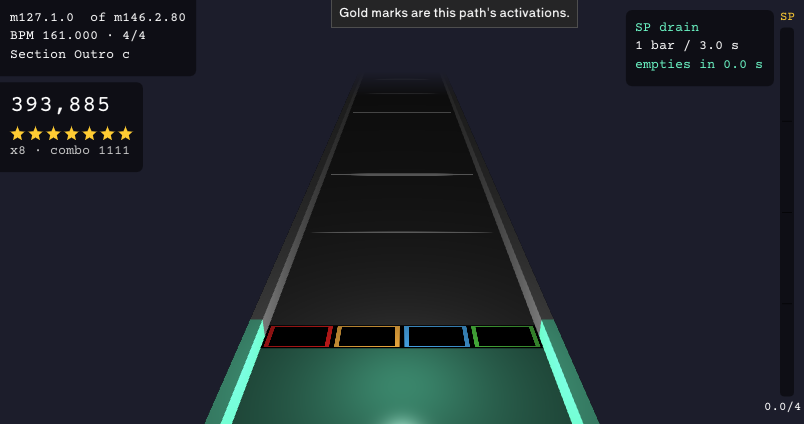 m127.1.0  of m146.2.80
BPM 161.000 · 4/4
Section Outro c
393,885
x8 · combo 1111
Gold marks are this path's activations.
SP drain
1 bar / 3.0 s
empties in 0.0 s
SP
0.0/4